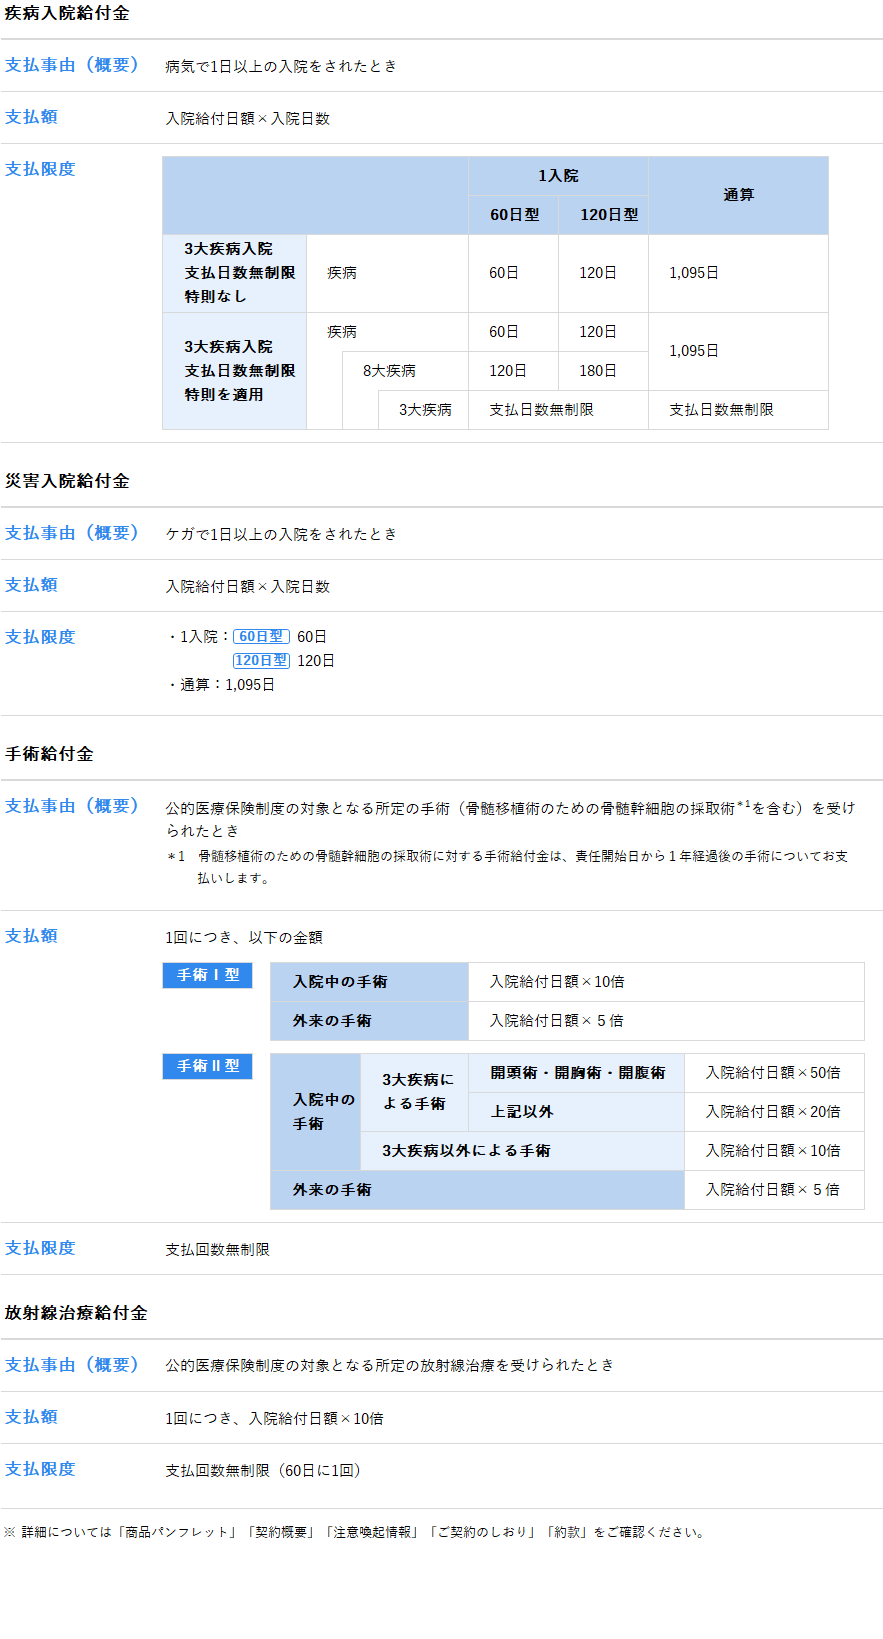 疾病入院給付金
支払事由（概要） 病気で1日以上の入院をされたとき
支払額 入院給付日額×入院日数
支払限度
1入院 通算
60日型 120日型
3大疾病入院
支払日数無制限
特則なし
疾病 60日 120日 1,095日
3大疾病入院
支払日数無制限
特則を適用
疾病 60日 120日 1,095日
8大疾病 120日 180日
3大疾病 支払日数無制限 支払日数無制限
災害入院給付金
支払事由（概要） ケガで1日以上の入院をされたとき
支払額 入院給付日額×入院日数
支払限度 ・1入院：60日型 60日
120日型 120日
・通算：1,095日
手術給付金
支払事由（概要） 公的医療保険制度の対象となる所定の手術（骨髄移植術のための骨髄幹細胞の採取術*1を含む）を受け
られたとき
*1 骨髄移植術のための骨髄幹細胞の採取術に対する手術給付金は、責任開始日から１年経過後の手術についてお支
払いします。
支払額 1回につき、以下の金額
手術Ⅰ型 入院中の手術 入院給付日額×10倍
外来の手術 入院給付日額×５倍
手術Ⅱ型
入院中の
手術
3大疾病に
よる手術
開頭術・開胸術・開腹術 入院給付日額×50倍
上記以外 入院給付日額×20倍
3大疾病以外による手術 入院給付日額×10倍
外来の手術 入院給付日額×５倍
支払限度 支払回数無制限
放射線治療給付金
支払事由（概要） 公的医療保険制度の対象となる所定の放射線治療を受けられたとき
支払額 1回につき、入院給付日額×10倍
支払限度 支払回数無制限（60日に1回）
※ 詳細については「商品パンフレット」「契約概要」「注意喚起情報」「ご契約のしおり」「約款」をご確認ください。